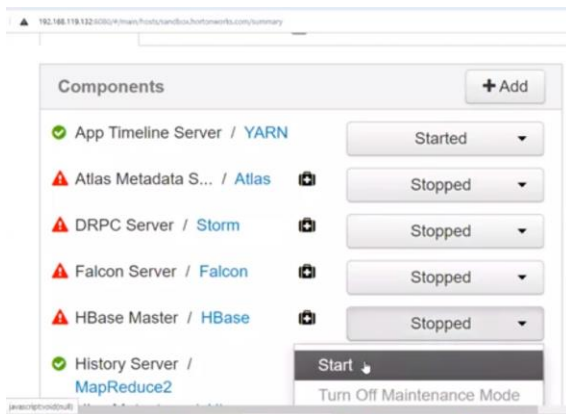 192.168.119.132:8080/#/main/hosts/sandbox.hortonworks.com/summary
Components
+ Add
App Timeline Server / YARN
Started
Atlas Metadata S... / Atlas
Stopped
DRPC Server / Storm
Stopped
Falcon Server / Falcon
Stopped
HBase Master / HBase
Stopped
History Server /
MapReduce2
Start
Turn Off Maintenance Mode
javascript:void(null)